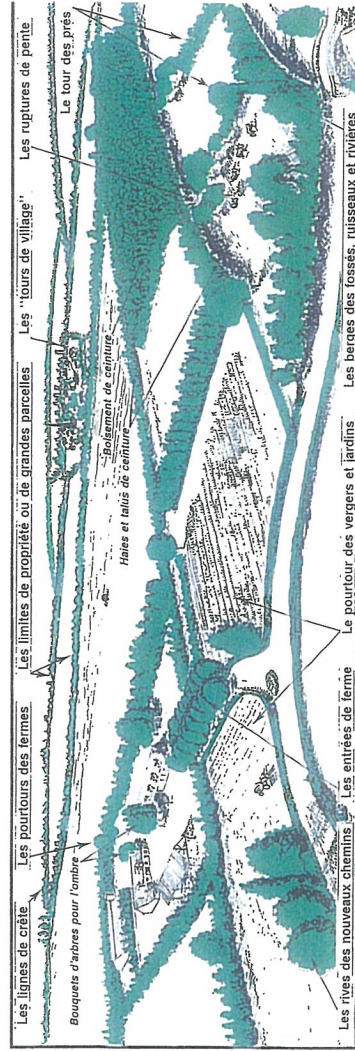 Les lignes de crête
Les pourtours des fermes
Les limites de propriété ou de grandes parcelles
Les "tours de village"
Les ruptures de pente
Le tour des prés
Bouquets d'arbres pour l'ombre
Boisement de ceinture
Haies et talus de ceinture
Les rives des nouveaux chemins
Les entrées de ferme
Le pourtour des vergers et jardins
Les berges des fossés, ruisseaux et rivières